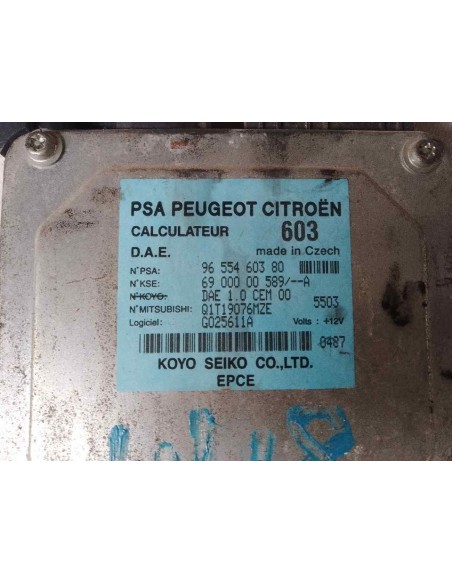 PSA PEUGEOT CITROËN
CALCULATEUR 603
D.A.E. made in Czech
N°PSA: 96 554 603 80
N°KSE: 69 000 00 589/--A
N°KOYO: DAE 1.0 CEM 00
N°MITSUBISHI: Q1T19076MZE 5503
Logiciel: G025611A Volts : +12V
0487
KOYO SEIKO CO.,LTD.
EPCE